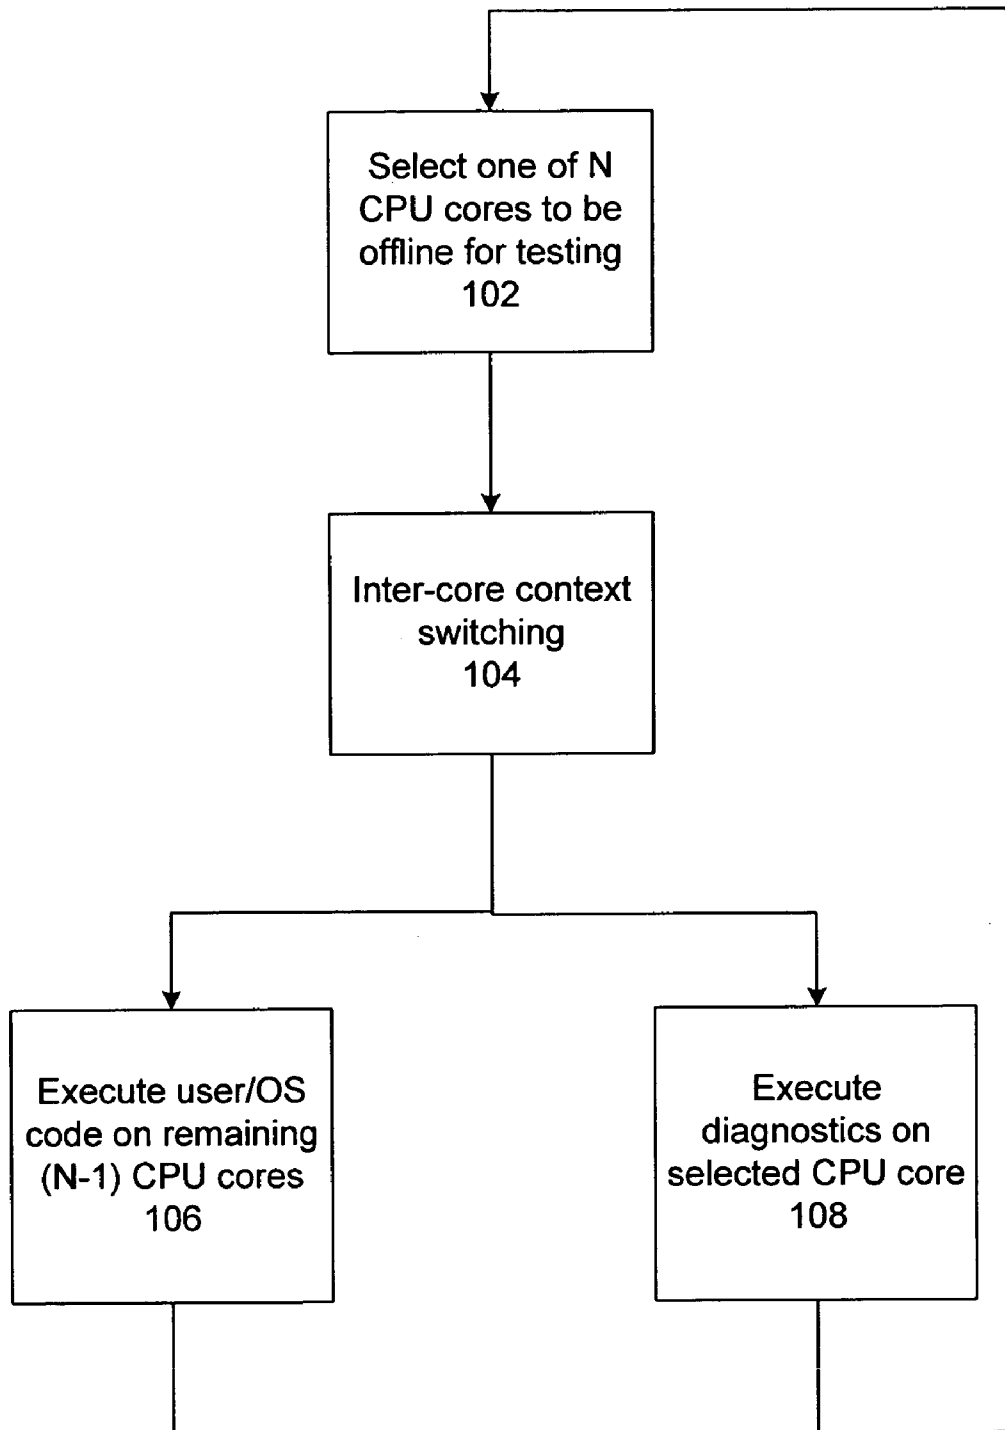 Select one of N
CPU cores to be
offline for testing
102
Inter-core context
switching
104
Execute user/OS
code on remaining
(N-1) CPU cores
106
Execute
diagnostics on
selected CPU core
108